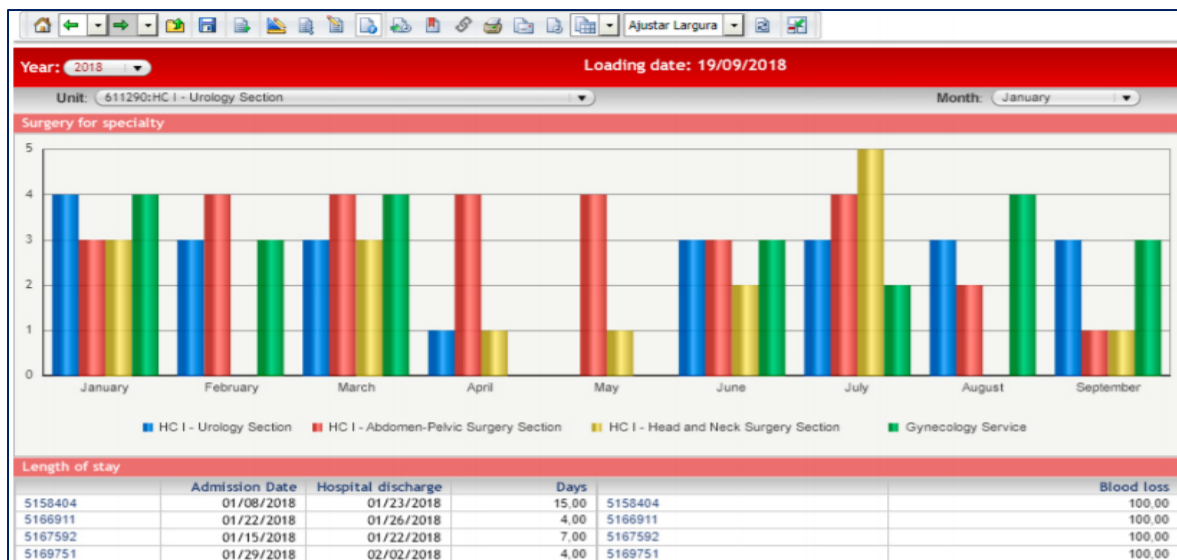 Ajustar Largura
Year: 2018 Loading date: 19/09/2018
Unit: 611290:HC I - Urology Section Month: January
Surgery for specialty
5
4
3
2
1
0
January February March April May June July August September
HC I - Urology Section HC I - Abdomen-Pelvic Surgery Section HC I - Head and Neck Surgery Section Gynecology Service
Length of stay
Admission Date Hospital discharge Days Blood loss
5158404 01/08/2018 01/23/2018 15,00 5158404 100,00
5166911 01/22/2018 01/26/2018 4,00 5166911 100,00
5167592 01/15/2018 01/22/2018 7,00 5167592 100,00
5169751 01/29/2018 02/02/2018 4,00 5169751 100,00